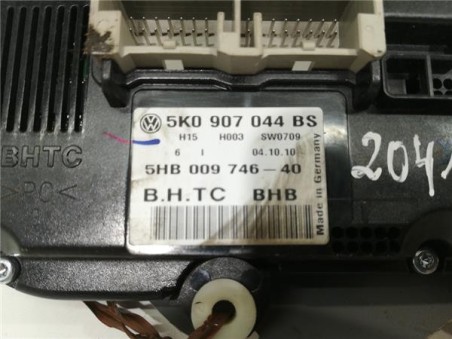 5K0 907 044 BS
H15 H003 SW0709
6 I 04.10.10
5HB 009 746-40
B.H.TC BHB
Made in Germany
BHTC
204